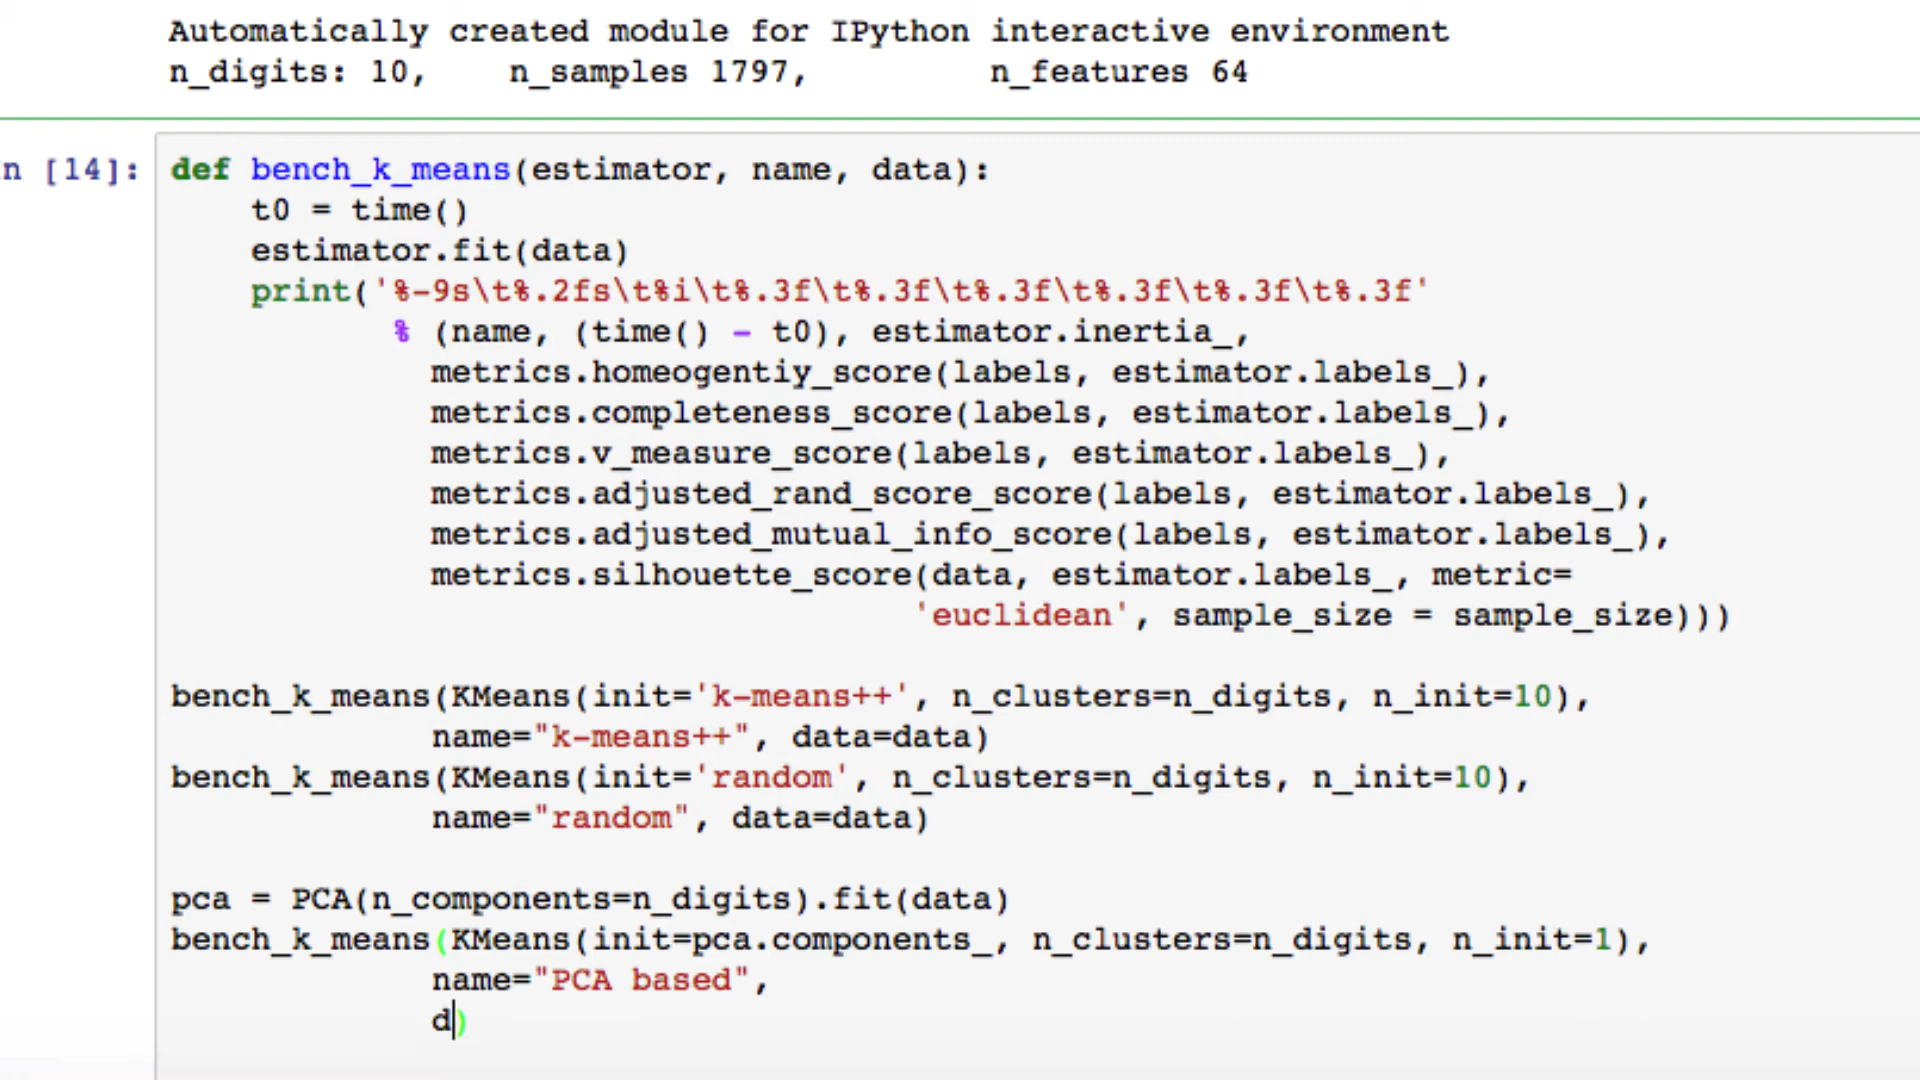 Automatically created module for IPython interactive environment
n_digits: 10,    n_samples 1797,         n_features 64
n [14]:
def bench_k_means(estimator, name, data):
    t0 = time()
    estimator.fit(data)
    print('%-9s\t%.2fs\t%i\t%.3f\t%.3f\t%.3f\t%.3f\t%.3f\t%.3f'
           % (name, (time() - t0), estimator.inertia_,
             metrics.homeogentiy_score(labels, estimator.labels_),
             metrics.completeness_score(labels, estimator.labels_),
             metrics.v_measure_score(labels, estimator.labels_),
             metrics.adjusted_rand_score_score(labels, estimator.labels_),
             metrics.adjusted_mutual_info_score(labels, estimator.labels_),
             metrics.silhouette_score(data, estimator.labels_, metric=
                                     'euclidean', sample_size = sample_size)))
bench_k_means(KMeans(init='k-means++', n_clusters=n_digits, n_init=10),
             name="k-means++", data=data)
bench_k_means(KMeans(init='random', n_clusters=n_digits, n_init=10),
             name="random", data=data)
pca = PCA(n_components=n_digits).fit(data)
bench_k_means(KMeans(init=pca.components_, n_clusters=n_digits, n_init=1),
             name="PCA based",
             d)